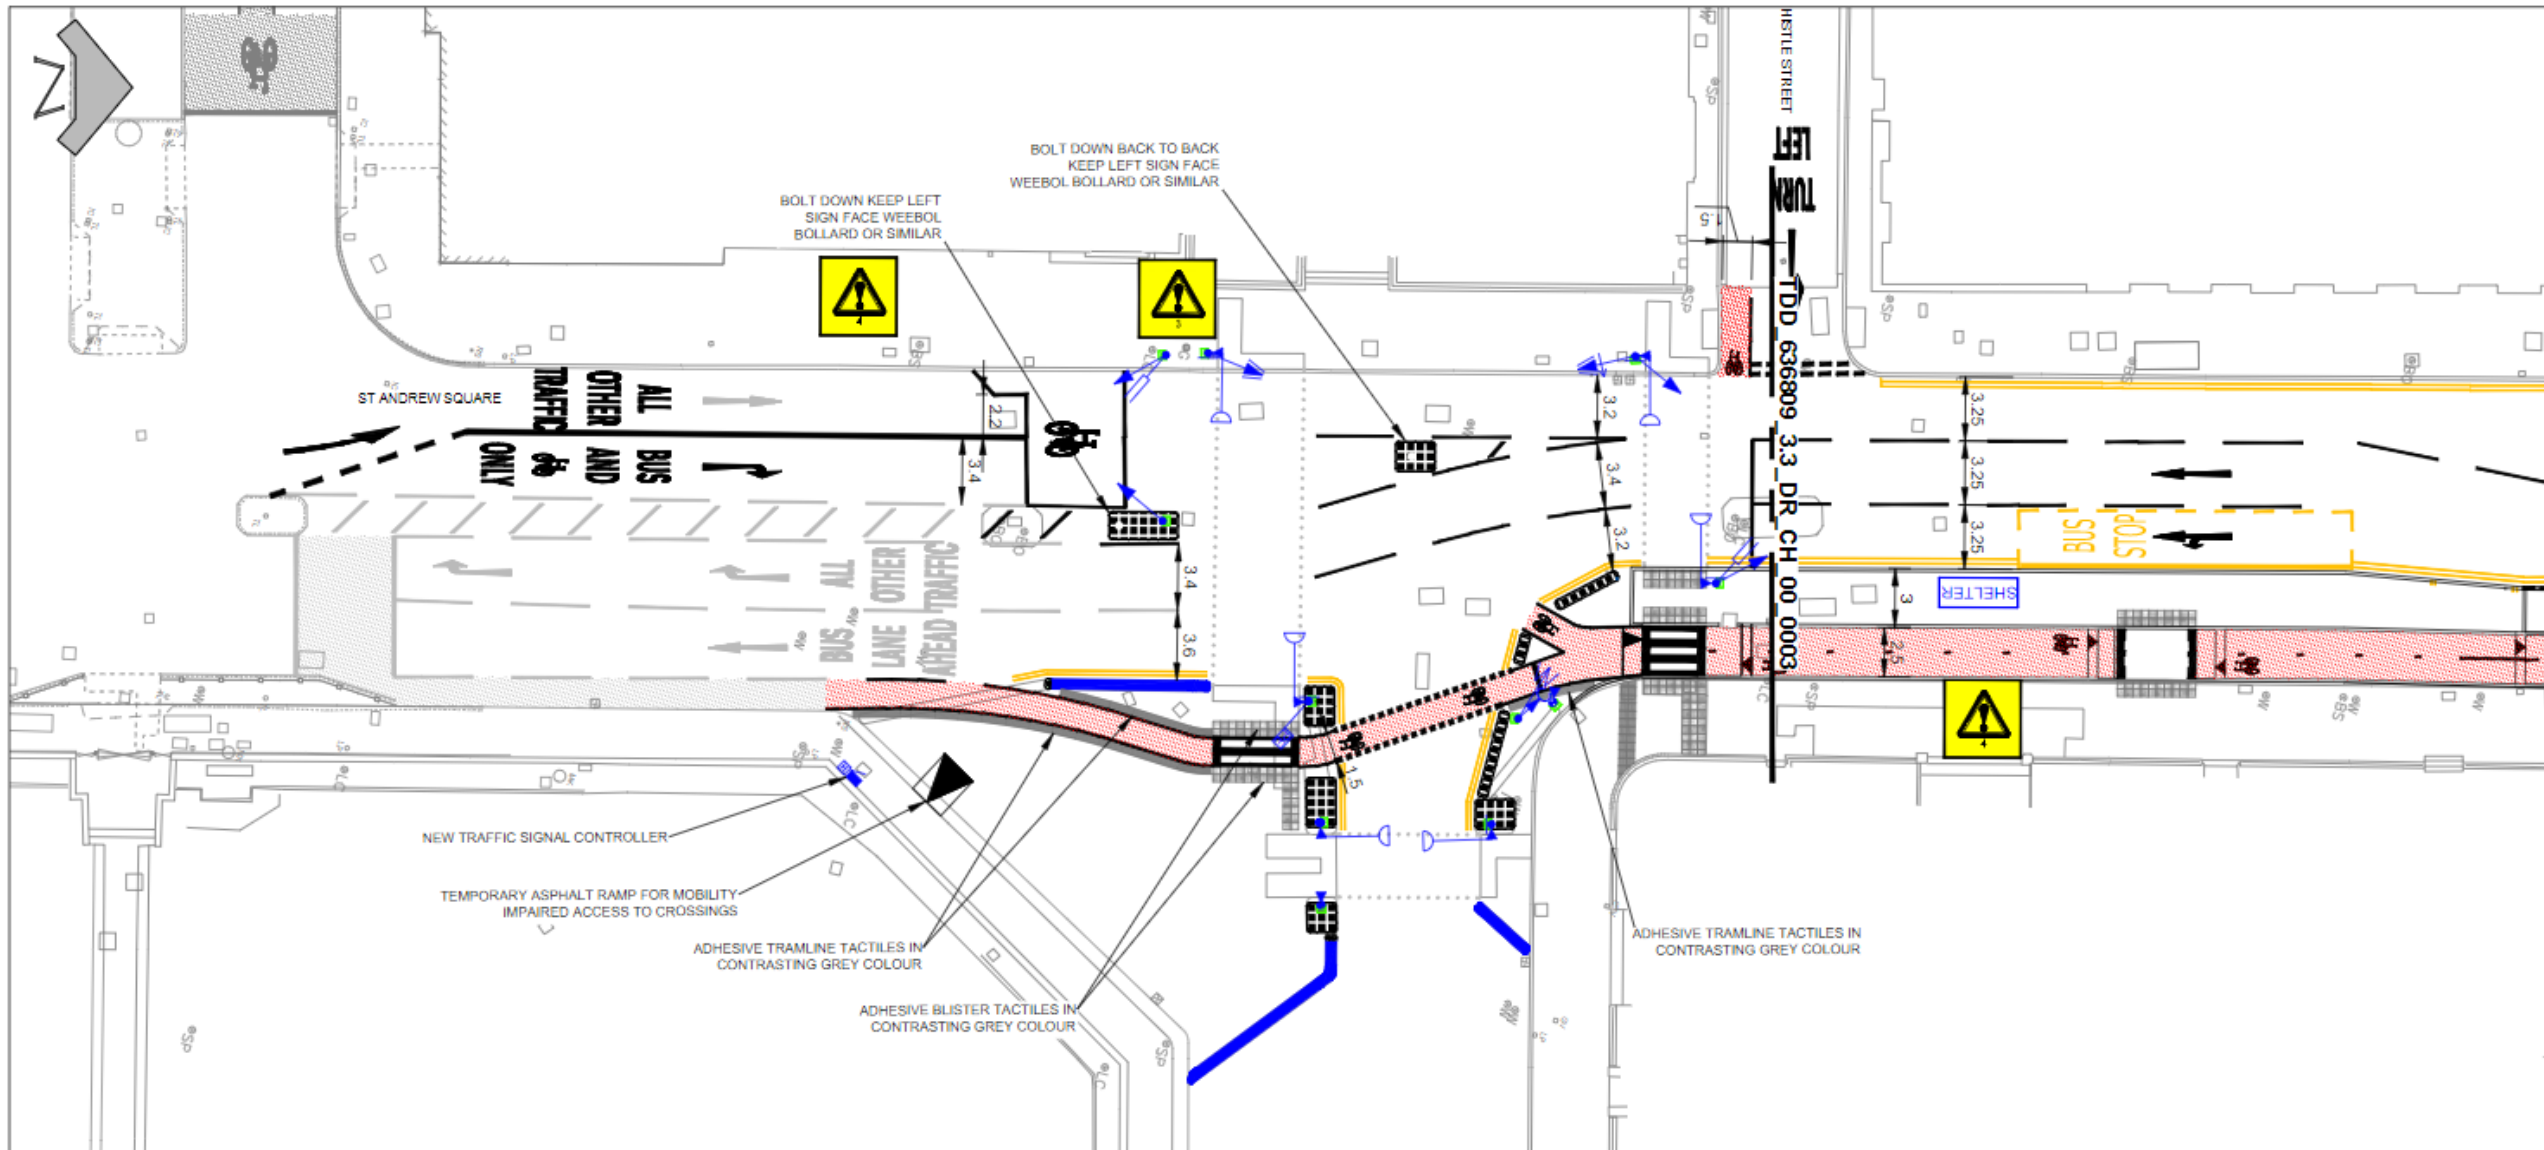 HISTLE STREET
LEFT
TURN
BOLT DOWN BACK TO BACK
KEEP LEFT SIGN FACE
WEEBOL BOLLARD OR SIMILAR
BOLT DOWN KEEP LEFT
SIGN FACE WEEBOL
BOLLARD OR SIMILAR
1.5
TDD_636809_3.3_DR_CH_00_0003
ST ANDREW SQUARE
ALL
OTHER
TRAFFIC
BUS
AND
ONLY
2.2
3.4
3.2
3.4
3.2
3.25
3.25
3.25
BUS
STOP
3.4
3.6
BUS
LANE
AHEAD
ALL
OTHER
TRAFFIC
SHELTER
3
2.5
1.5
NEW TRAFFIC SIGNAL CONTROLLER
TEMPORARY ASPHALT RAMP FOR MOBILITY
IMPAIRED ACCESS TO CROSSINGS
ADHESIVE TRAMLINE TACTILES IN
CONTRASTING GREY COLOUR
ADHESIVE BLISTER TACTILES IN
CONTRASTING GREY COLOUR
ADHESIVE TRAMLINE TACTILES IN
CONTRASTING GREY COLOUR